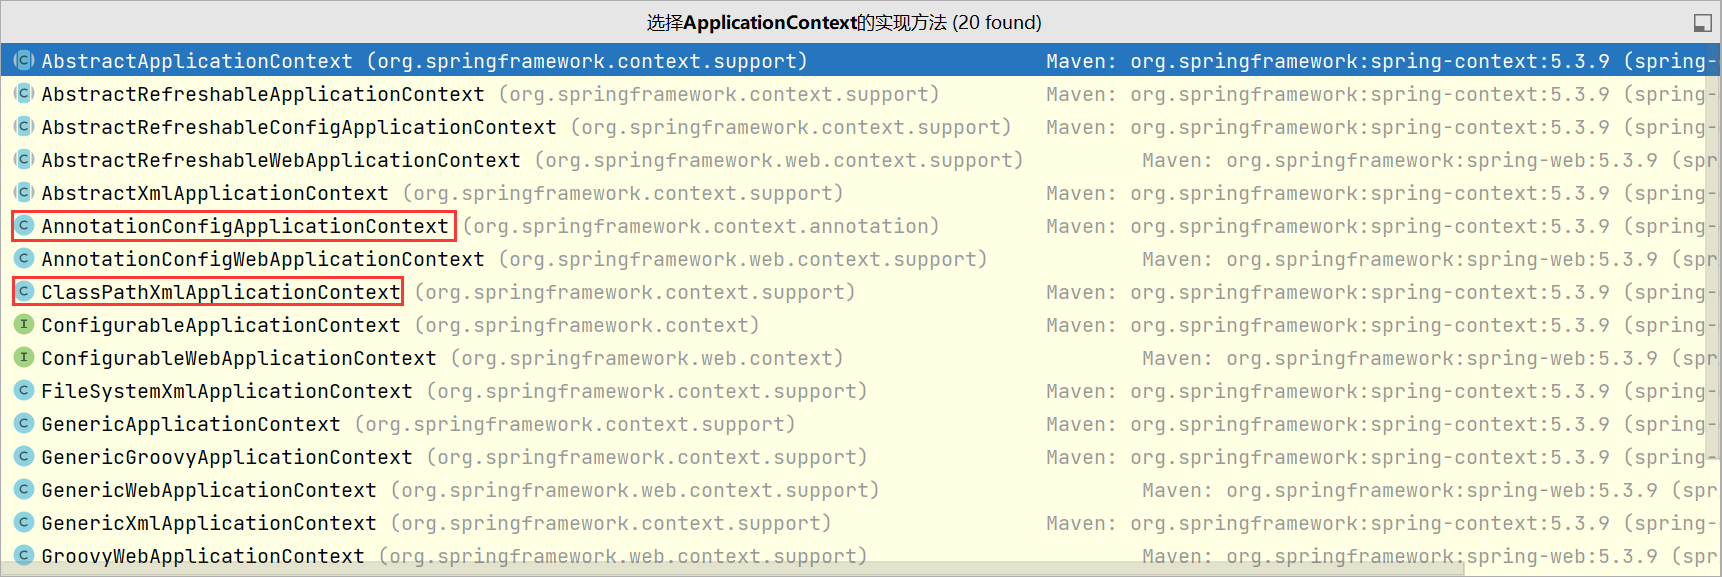 选择ApplicationContext的实现方法 (20 found)
AbstractApplicationContext (org.springframework.context.support) Maven: org.springframework:spring-context:5.3.9 (spring-
AbstractRefreshableApplicationContext (org.springframework.context.support) Maven: org.springframework:spring-context:5.3.9 (spring-
AbstractRefreshableConfigApplicationContext (org.springframework.context.support) Maven: org.springframework:spring-context:5.3.9 (spring-
AbstractRefreshableWebApplicationContext (org.springframework.web.context.support) Maven: org.springframework:spring-web:5.3.9 (spr
AbstractXmlApplicationContext (org.springframework.context.support) Maven: org.springframework:spring-context:5.3.9 (spring-
AnnotationConfigApplicationContext (org.springframework.context.annotation) Maven: org.springframework:spring-context:5.3.9 (spring-
AnnotationConfigWebApplicationContext (org.springframework.web.context.support) Maven: org.springframework:spring-web:5.3.9 (spr
ClassPathXmlApplicationContext (org.springframework.context.support) Maven: org.springframework:spring-context:5.3.9 (spring-
ConfigurableApplicationContext (org.springframework.context) Maven: org.springframework:spring-context:5.3.9 (spring-
ConfigurableWebApplicationContext (org.springframework.web.context) Maven: org.springframework:spring-web:5.3.9 (spr
FileSystemXmlApplicationContext (org.springframework.context.support) Maven: org.springframework:spring-context:5.3.9 (spring-
GenericApplicationContext (org.springframework.context.support) Maven: org.springframework:spring-context:5.3.9 (spring-
GenericGroovyApplicationContext (org.springframework.context.support) Maven: org.springframework:spring-context:5.3.9 (spring-
GenericWebApplicationContext (org.springframework.web.context.support) Maven: org.springframework:spring-web:5.3.9 (spr
GenericXmlApplicationContext (org.springframework.context.support) Maven: org.springframework:spring-context:5.3.9 (spring-
GroovyWebApplicationContext (org.springframework.web.context.support) Maven: org.springframework:spring-web:5.3.9 (spr